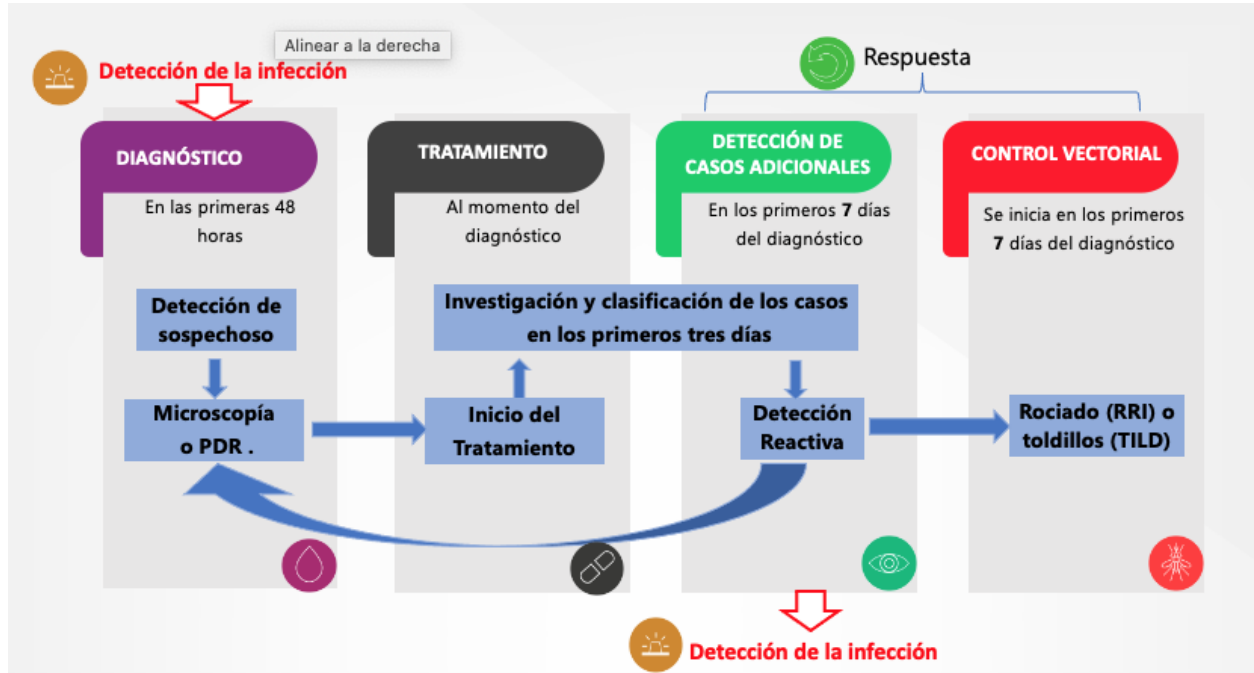 Alinear a la derecha
Detección de la infección
Respuesta
DIAGNÓSTICO
En las primeras 48
horas
Detección de
sospechoso
Microscopía
o PDR .
TRATAMIENTO
Al momento del
diagnóstico
Investigación y clasificación de los casos
en los primeros tres días
Inicio del
Tratamiento
DETECCIÓN DE
CASOS ADICIONALES
En los primeros 7 días
del diagnóstico
Detección
Reactiva
CONTROL VECTORIAL
Se inicia en los primeros
7 días del diagnóstico
Rociado (RRI) o
toldillos (TILD)
Detección de la infección